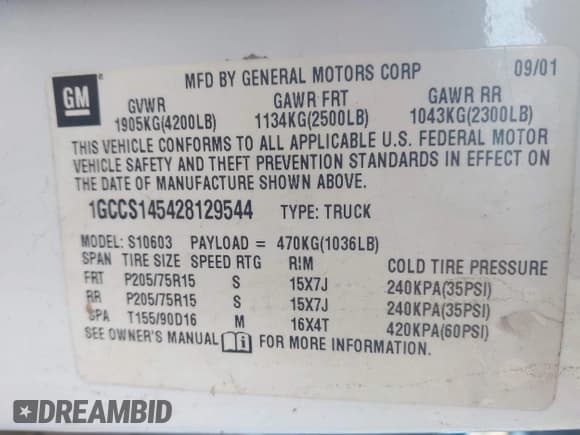 GM
MFD BY GENERAL MOTORS CORP 09/01
GVWR GAWR FRT GAWR RR
1905KG(4200LB) 1134KG(2500LB) 1043KG(2300LB)
THIS VEHICLE CONFORMS TO ALL APPLICABLE U.S. FEDERAL MOTOR
VEHICLE SAFETY AND THEFT PREVENTION STANDARDS IN EFFECT ON
THE DATE OF MANUFACTURE SHOWN ABOVE.
1GCCS145428129544 TYPE: TRUCK
MODEL: S10603 PAYLOAD = 470KG(1036LB)
SPAN TIRE SIZE SPEED RTG RIM COLD TIRE PRESSURE
FRT P205/75R15 S 15X7J 240KPA(35PSI)
RR P205/75R15 S 15X7J 240KPA(35PSI)
SPA T155/90D16 M 16X4T 420KPA(60PSI)
SEE OWNER'S MANUAL FOR MORE INFORMATION.
DREAMBID